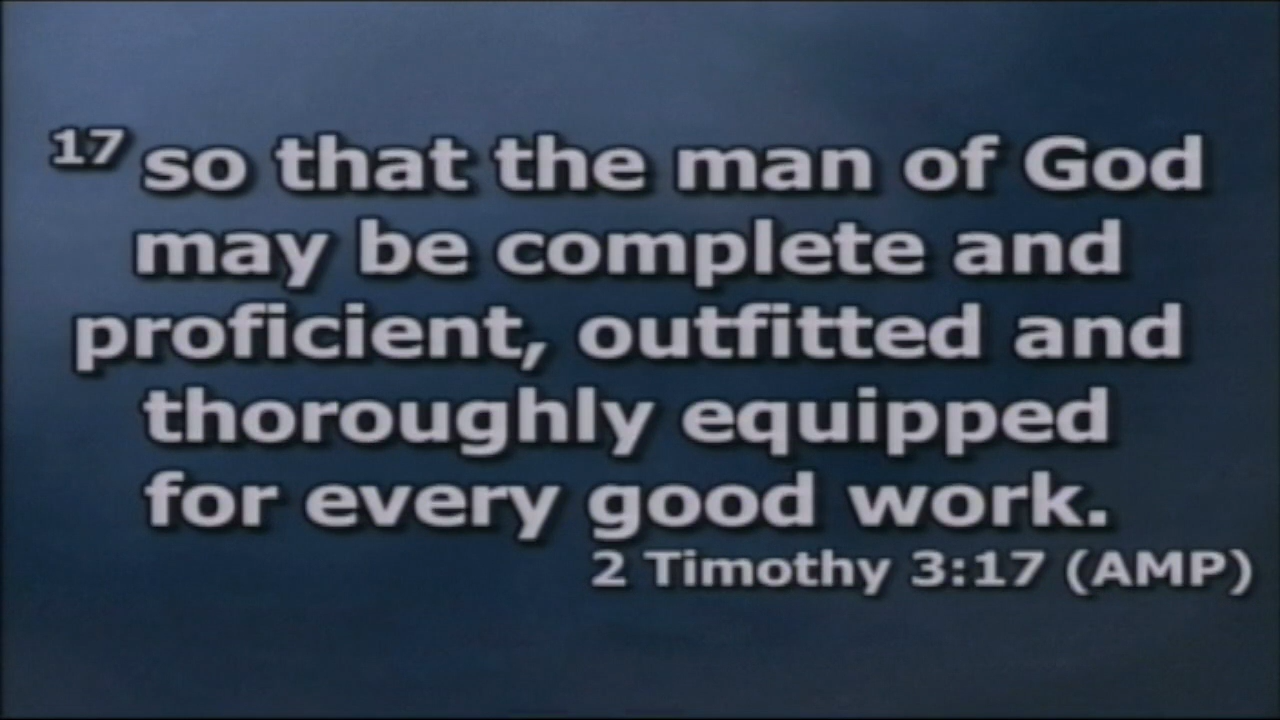 17 so that the man of God
may be complete and
proficient, outfitted and
thoroughly equipped
for every good work.
2 Timothy 3:17 (AMP)